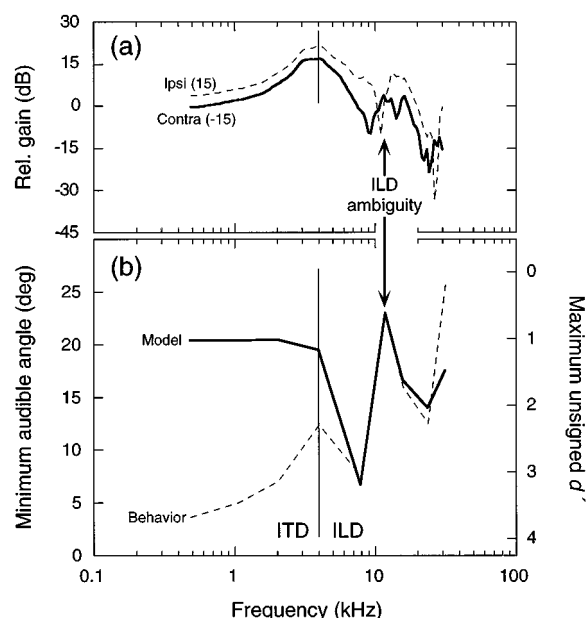 (a)
30
15
0
-15
-30
-45
Rel. gain (dB)
Ipsi (15)
Contra (-15)
ILD
ambiguity
(b)
25
20
15
10
5
0
Minimum audible angle (deg)
Model
Behavior
ITD
ILD
0
1
2
3
4
Maximum unsigned d´
0.1
1
10
100
Frequency (kHz)